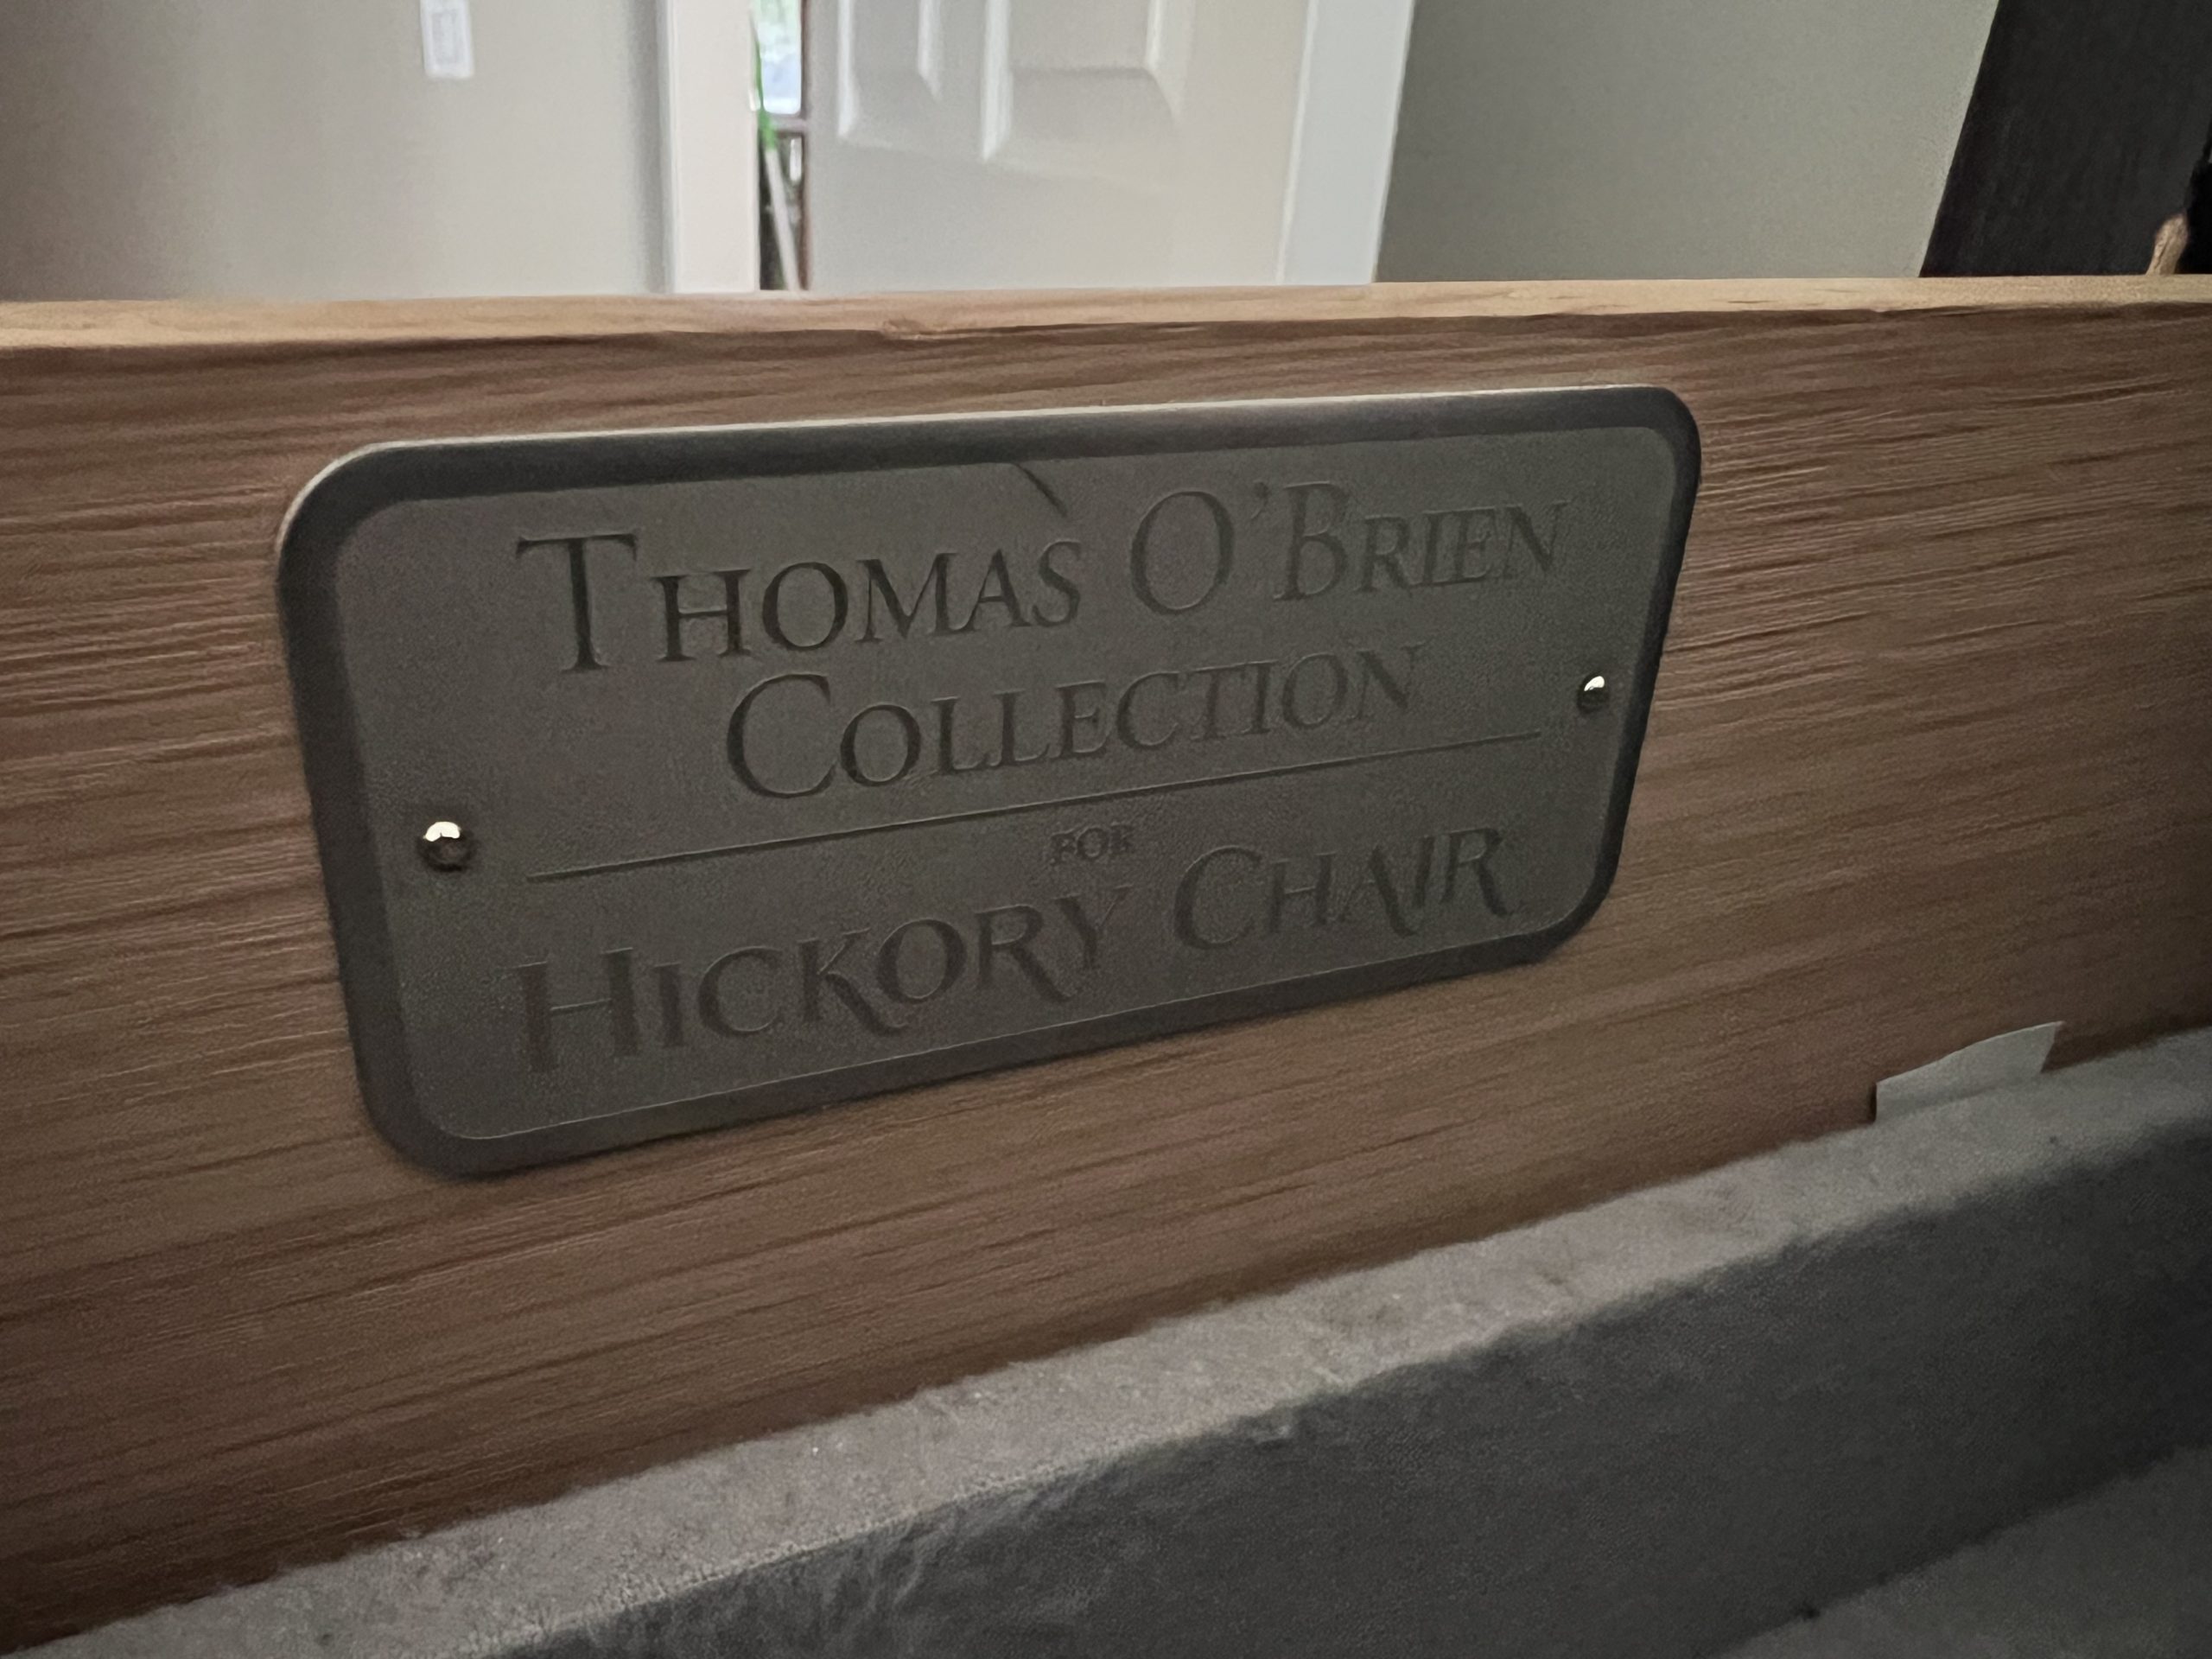 THOMAS O'BRIEN
COLLECTION
FOR
HICKORY CHAIR